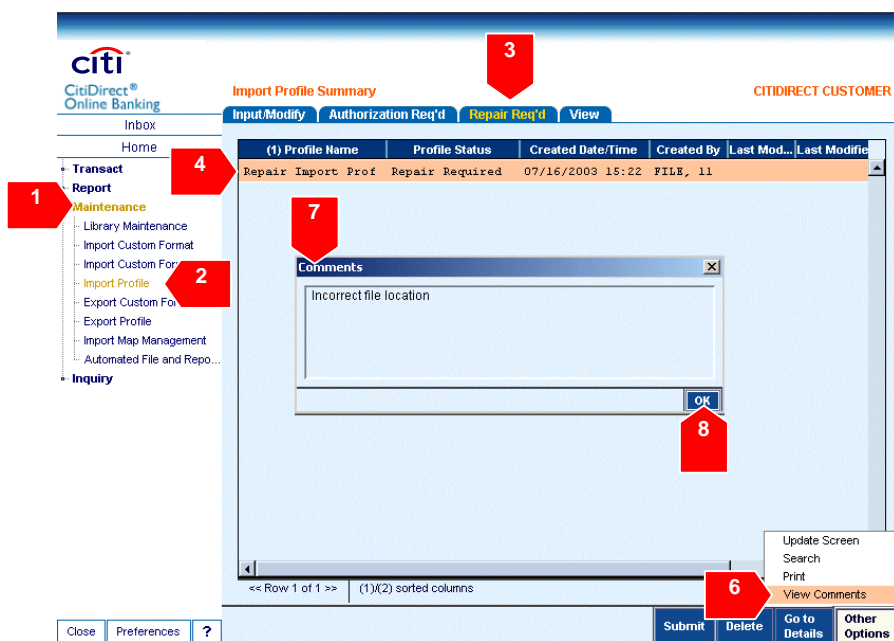 citi®
CitiDirect®
Online Banking
Import Profile Summary
CITIDIRECT CUSTOMER
3
Input/Modify
Authorization Req'd
Repair Req'd
View
Inbox
Home
Transact
Report
Maintenance
Library Maintenance
Import Custom Format
Import Custom For
Import Profile
Export Custom Fo
Export Profile
Import Map Management
Automated File and Repo...
Inquiry
1
2
4
(1) Profile Name
Profile Status
Created Date/Time
Created By
Last Mod...
Last Modifie
Repair Import Prof
Repair Required
07/16/2003 15:22
FILE, 11
7
Comments
Incorrect file location
OK
8
Update Screen
Search
Print
View Comments
6
<< Row 1 of 1 >>
(1)/(2) sorted columns
Close
Preferences
?
Submit
Delete
Go to
Details
Other
Options